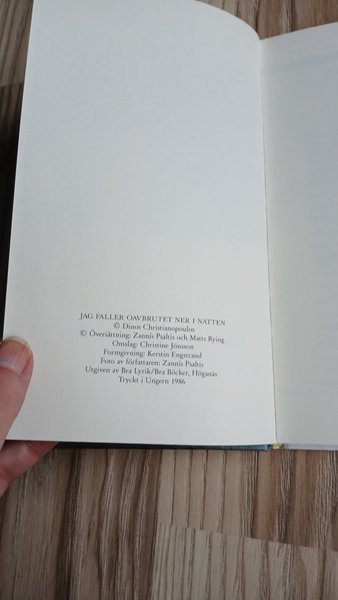 JAG FALLER OAVBRUTET NER I NATTEN
© Dinos Christianopoulos
© Översättning: Zannis Psaltis och Matts Rying
Omslag: Christine Jönsson
Formgivning: Kerstin Engstrand
Foto av författaren: Zannis Psaltis
Utgiven av Bra Lyrik/Bra Böcker, Höganäs
Tryckt i Ungern 1986